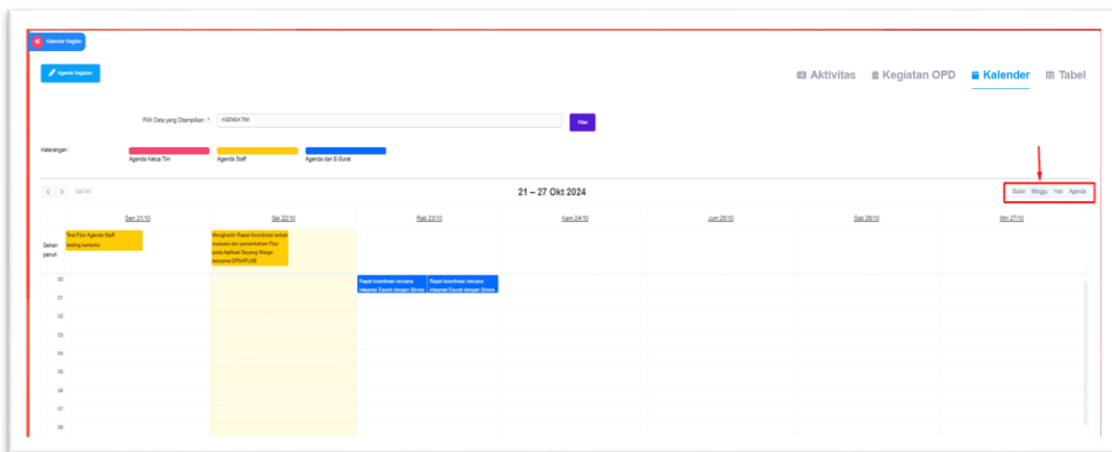 Kalender Kegiatan
Agenda Kegiatan
Aktivitas Kegiatan OPD Kalender Tabel
Pilih Data yang Ditampilkan : * AGENDA TIM Filter
Keterangan :
Agenda Ketua Tim Agenda Staff Agenda dari E-Surat
Hari Ini 21 – 27 Okt 2024 Bulan Minggu Hari Agenda
Sen 21/10 Sel 22/10 Rab 23/10 Kam 24/10 Jum 25/10 Sab 26/10 Min 27/10
Sehari penuh
Test Fitur Agenda Staff
testing kantorku
Menghadiri Rapat Koordinasi terkait
evaluasi dan penambahan Fitur
pada Aplikasi Sayang Warga
bersama DP5APUKB
00
Rapat koordinasi rencana
Integrasi Esurat dengan Sinora
Rapat koordinasi rencana
Integrasi Esurat dengan Sinora
01
02
03
04
05
06
07
08